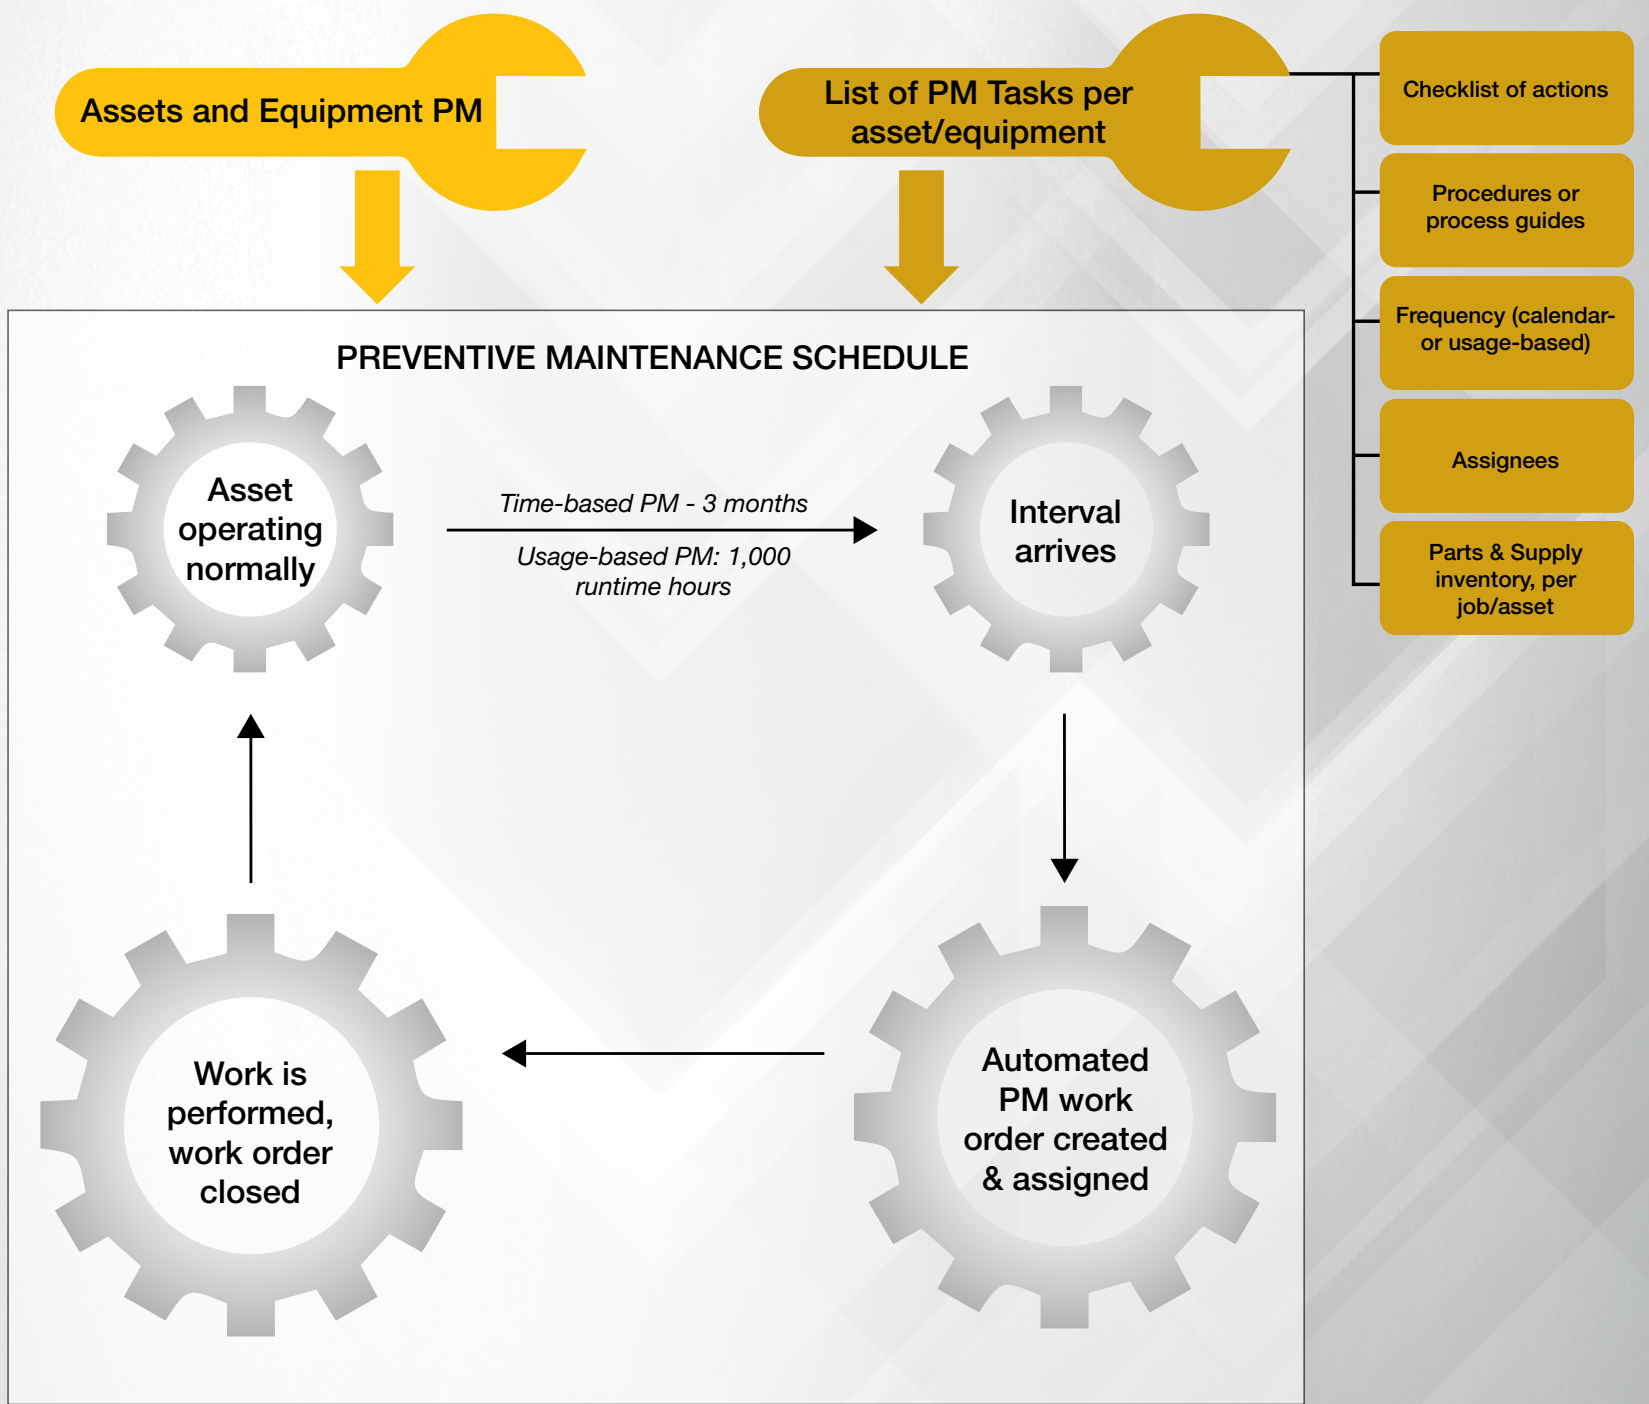 Assets and Equipment PM
List of PM Tasks per
asset/equipment
Checklist of actions
Procedures or
process guides
Frequency (calendar-
or usage-based)
Assignees
Parts & Supply
inventory, per
job/asset
PREVENTIVE MAINTENANCE SCHEDULE
Asset
operating
normally
Time-based PM - 3 months
Usage-based PM: 1,000
runtime hours
Interval
arrives
Automated
PM work
order created
& assigned
Work is
performed,
work order
closed